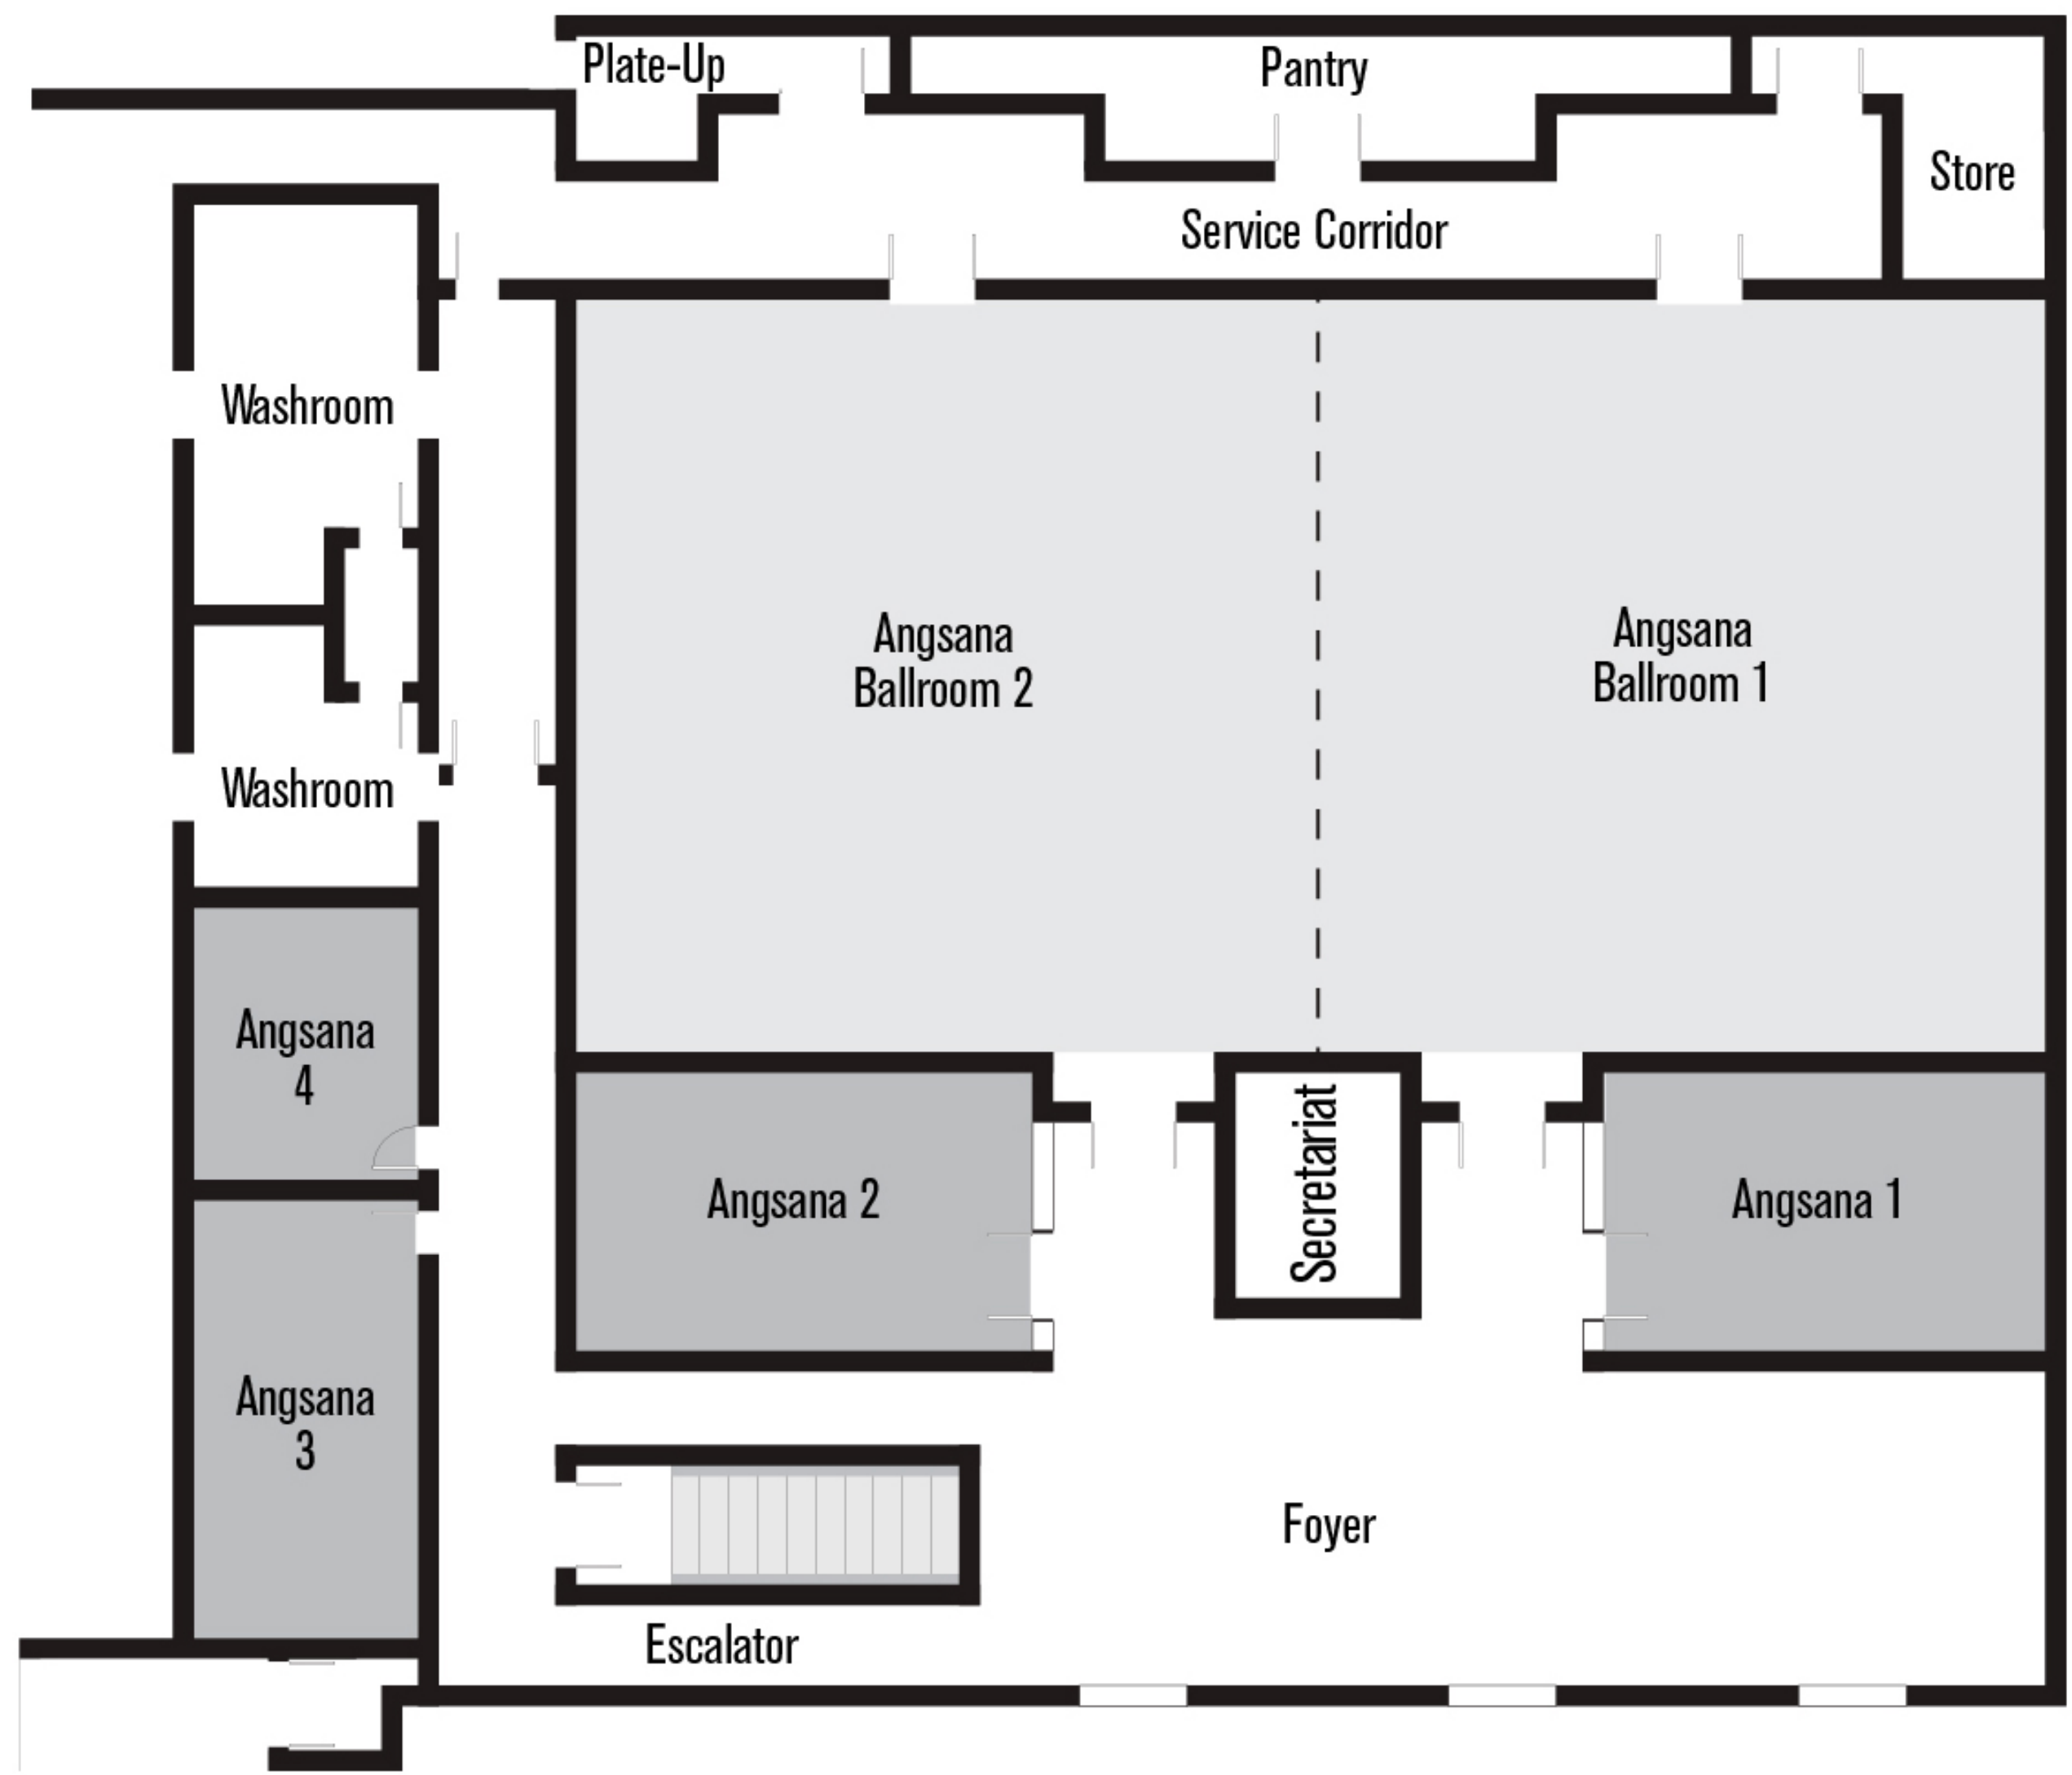 Plate-Up
Pantry
Store
Service Corridor
Washroom
Angsana
Ballroom 2
Angsana
Ballroom 1
Washroom
Angsana
4
Angsana 2
Secretariat
Angsana 1
Angsana
3
Foyer
Escalator